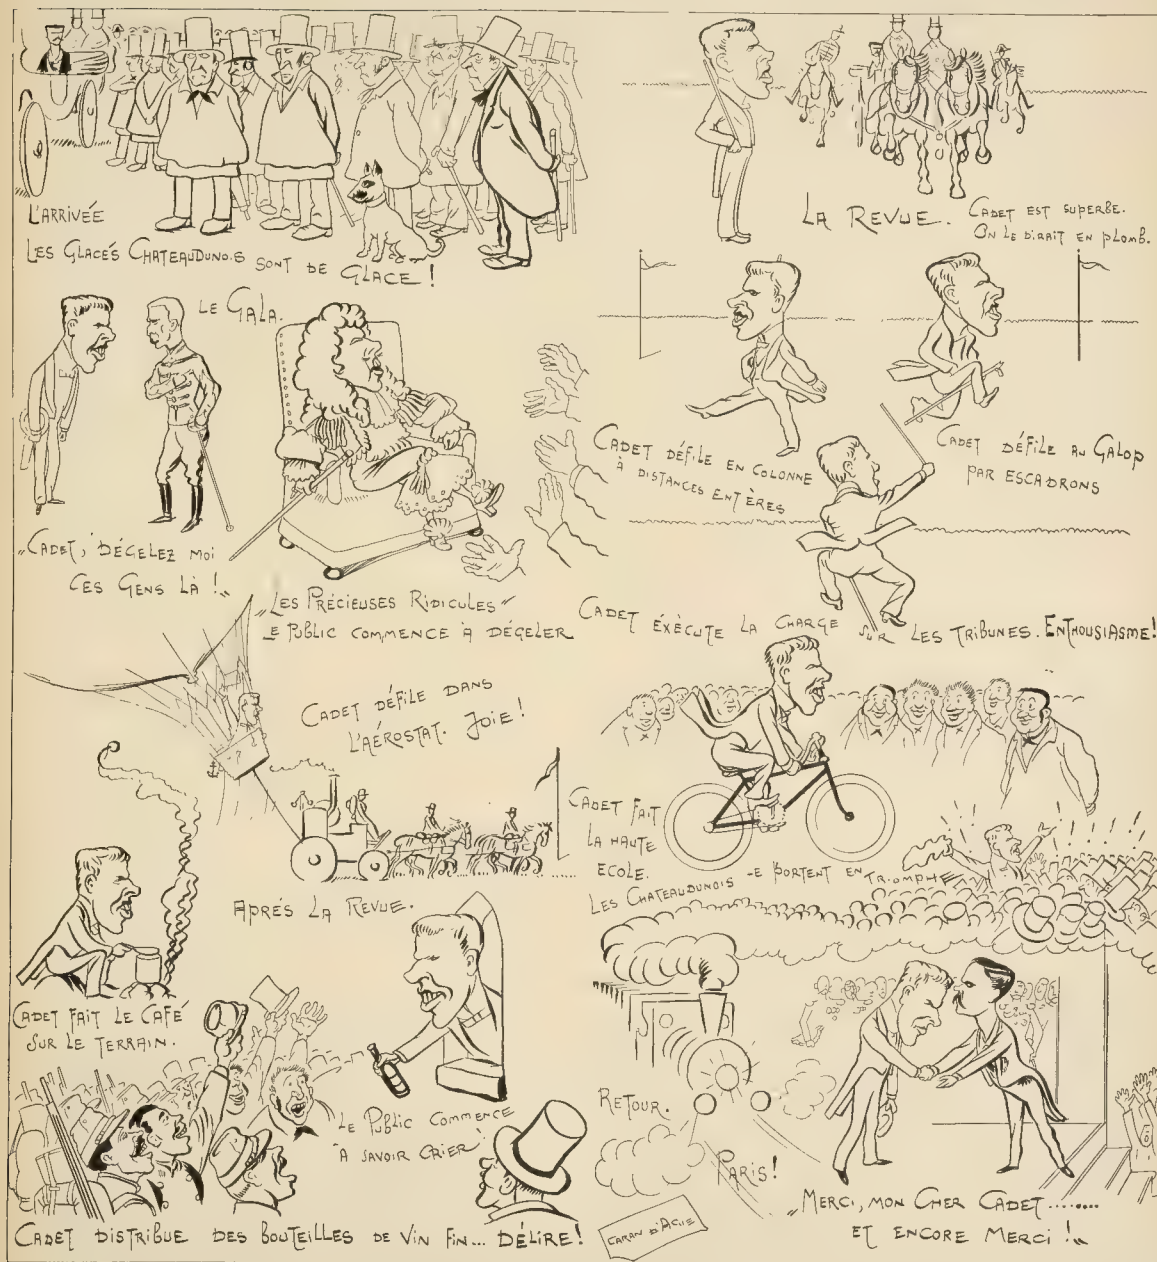 L'ARRIVÉE
LES GLACÉS CHATEAUDUNOIS SONT DE GLACE !
LE GALA.
„CADET, DÉGELEZ MOI
CES GENS LÀ !„
„LES PRÉCIEUSES RIDICULES“
LE PUBLIC COMMENCE À DÉGELER
LA REVUE.
CADET EST SUPERBE.
ON LE DIRAIT EN PLOMB.
CADET DÉFILE EN COLONNE
À DISTANCES ENTÈRES
CADET DÉFILE AU GALOP
PAR ESCADRONS
CADET ÉXÉCUTE LA CHARGE SUR LES TRIBUNES. ENTHOUSIASME !
CADET DÉFILE DANS
L'AÉROSTAT. JOIE !
CADET FAIT
LA HAUTE
ECOLE.
LES CHATEAUDUNOIS LE PORTENT EN TRIOMPHE
APRÉS LA REVUE.
CADET FAIT LE CAFÉ
SUR LE TERRAIN.
LE PUBLIC COMMENCE
À SAVOIR CRIER !
CADET DISTRIBUE DES BOUTEILLES DE VIN FIN... DÉLIRE !
RETOUR.
PARIS !
„MERCI, MON CHER CADET........
ET ENCORE MERCI !„
CARAN D'ACHE